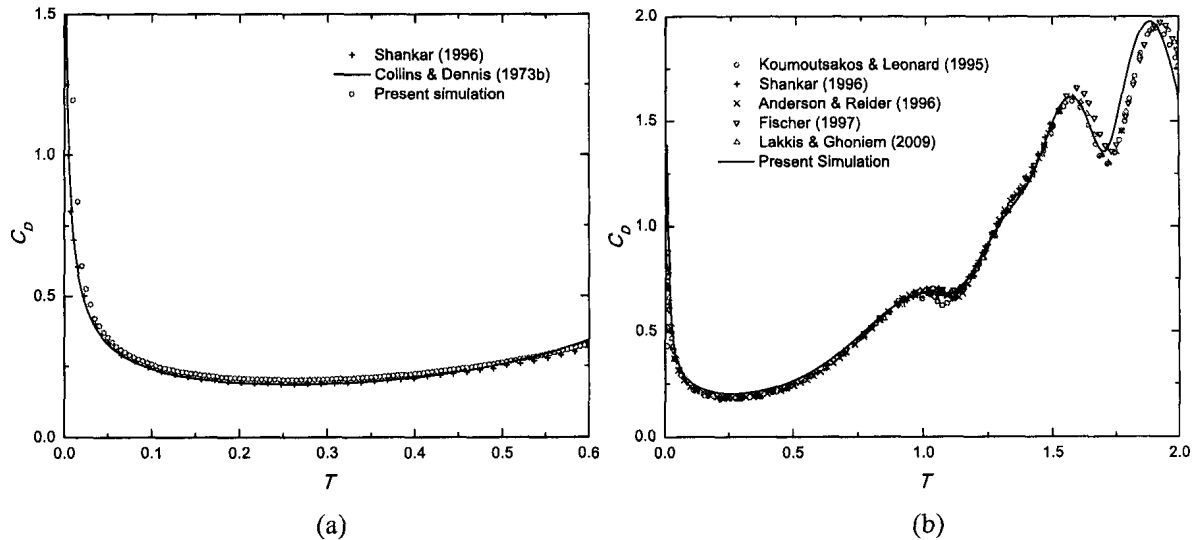 1.5
1.0
0.5
0.0
C_D
+ Shankar (1996)
Collins & Dennis (1973b)
○ Present simulation
0.0 0.1 0.2 0.3 0.4 0.5 0.6
T
(a)
2.0
1.5
1.0
0.5
0.0
C_D
○ Koumoutsakos & Leonard (1995)
+ Shankar (1996)
× Anderson & Reider (1996)
▽ Fischer (1997)
△ Lakkis & Ghoniem (2009)
Present Simulation
0.0 0.5 1.0 1.5 2.0
T
(b)